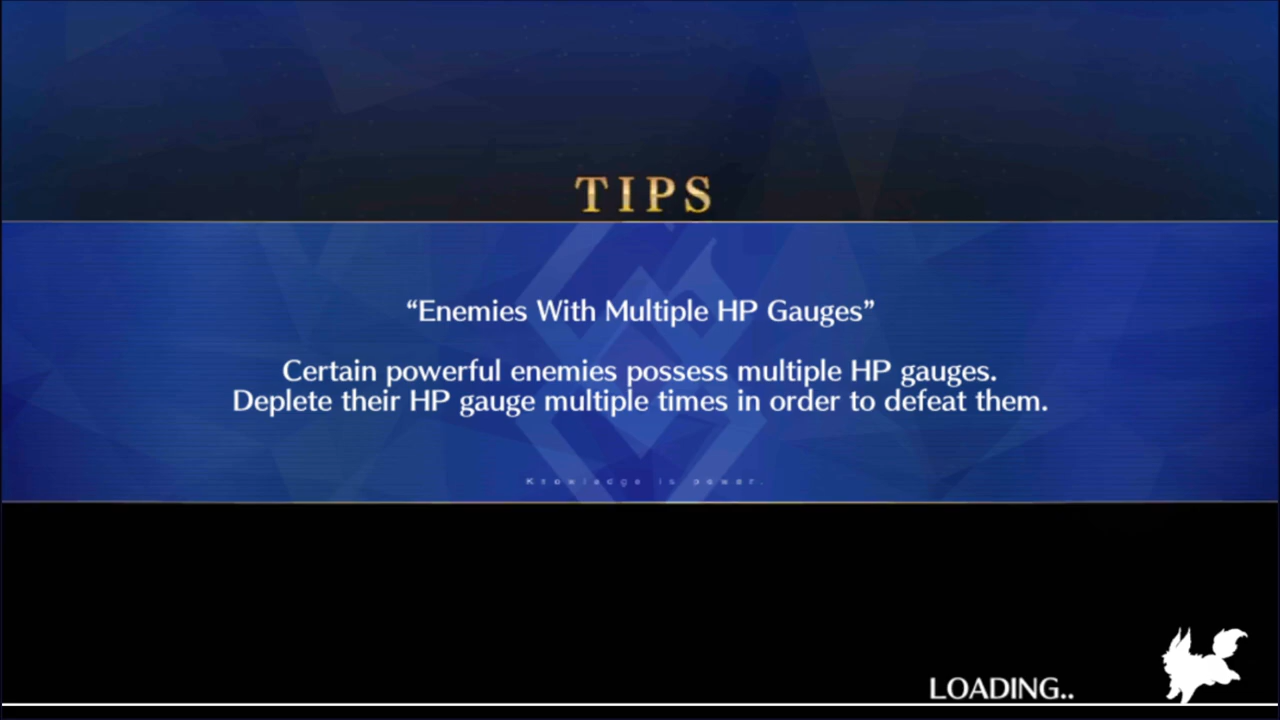 TIPS
“Enemies With Multiple HP Gauges”
Certain powerful enemies possess multiple HP gauges.
Deplete their HP gauge multiple times in order to defeat them.
Knowledge is power.
LOADING..